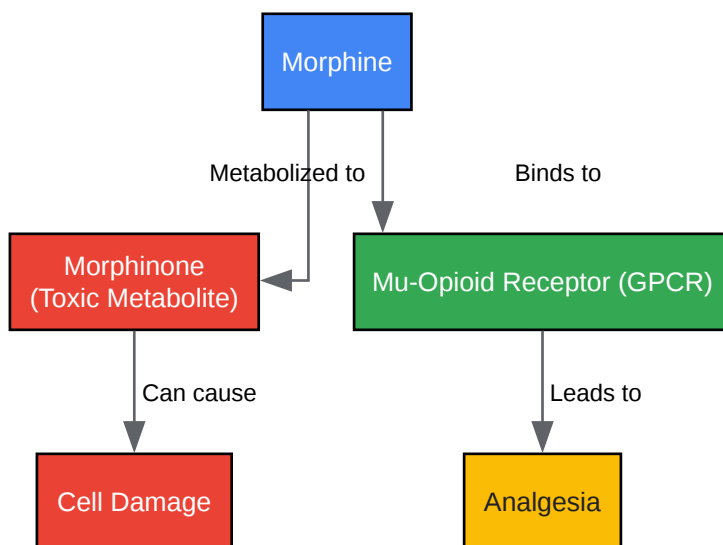 Morphine
Metabolized to
Binds to
Morphinone
(Toxic Metabolite)
Mu-Opioid Receptor (GPCR)
Can cause
Leads to
Cell Damage
Analgesia